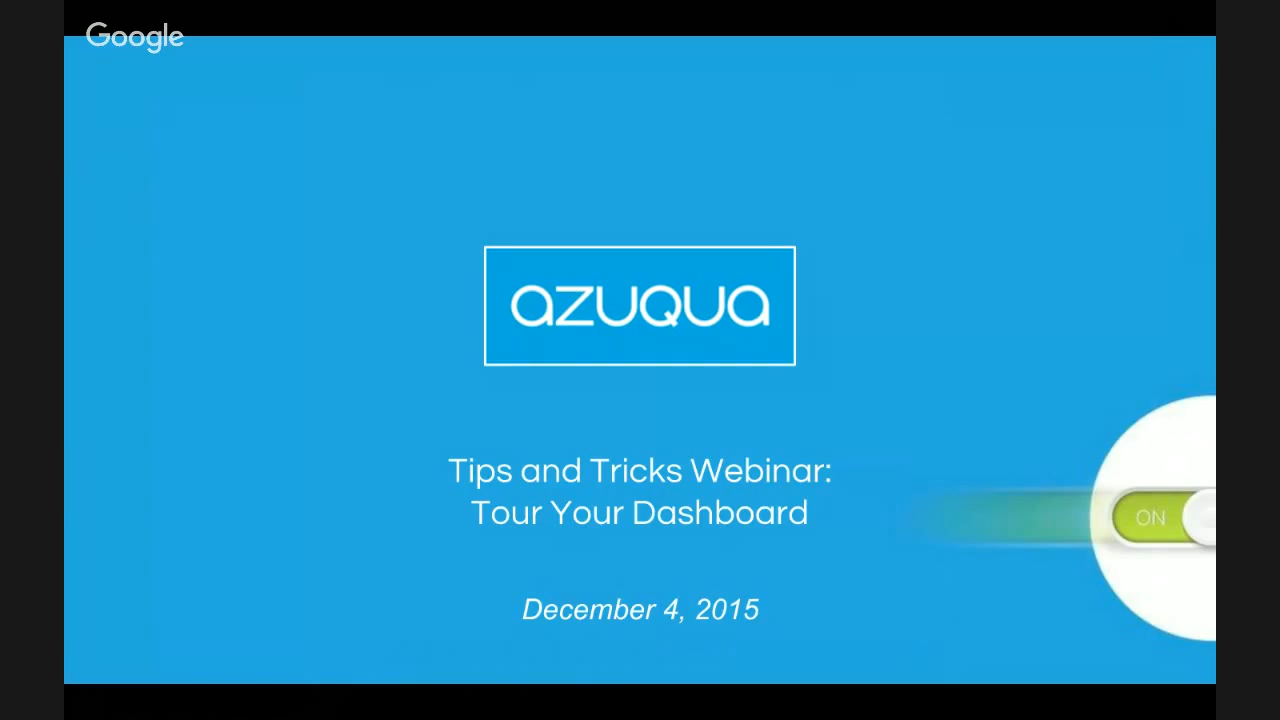 Google
azuqua
Tips and Tricks Webinar:
Tour Your Dashboard
ON
December 4, 2015